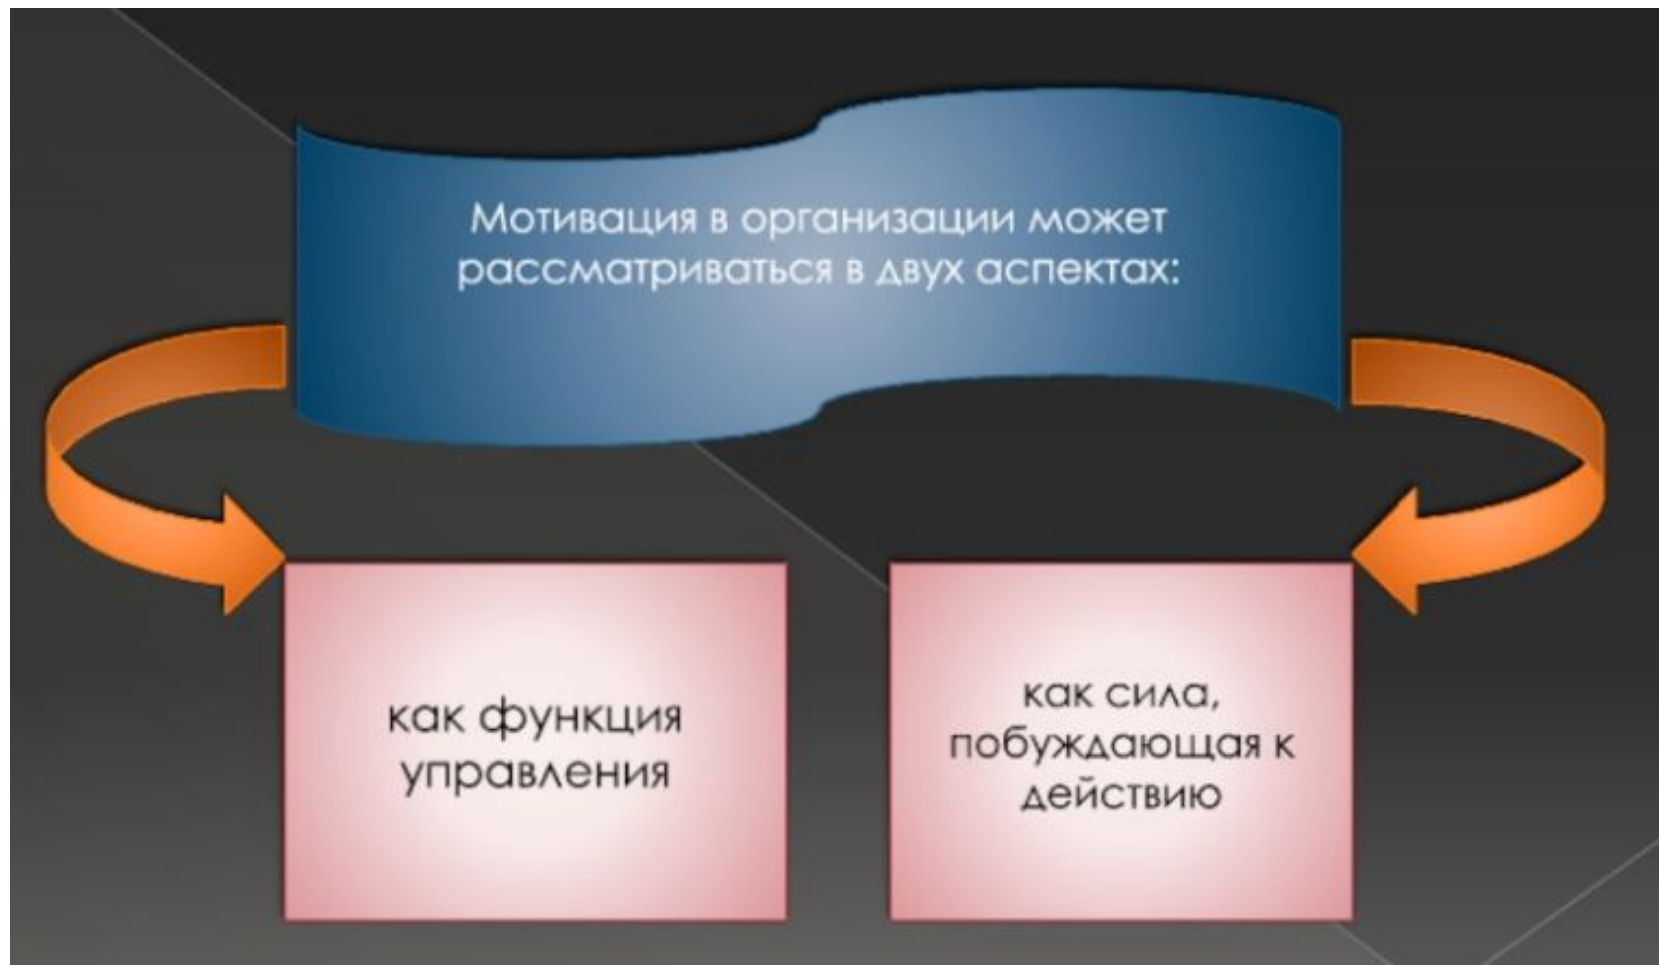 Мотивация в организации может
рассматриваться в двух аспектах:
как функция
управления
как сила,
побуждающая к
действию